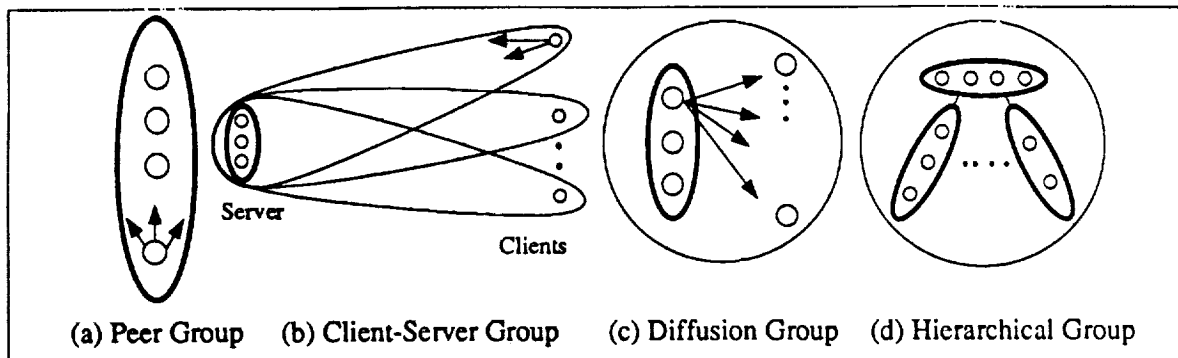 Server
Clients
(a) Peer Group (b) Client-Server Group (c) Diffusion Group (d) Hierarchical Group